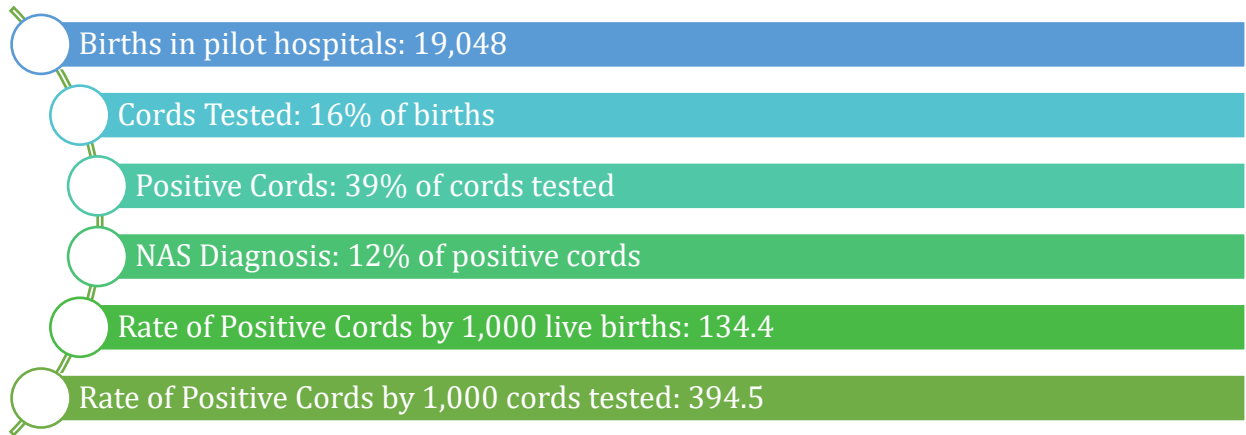 Births in pilot hospitals: 19,048
Cords Tested: 16% of births
Positive Cords: 39% of cords tested
NAS Diagnosis: 12% of positive cords
Rate of Positive Cords by 1,000 live births: 134.4
Rate of Positive Cords by 1,000 cords tested: 394.5